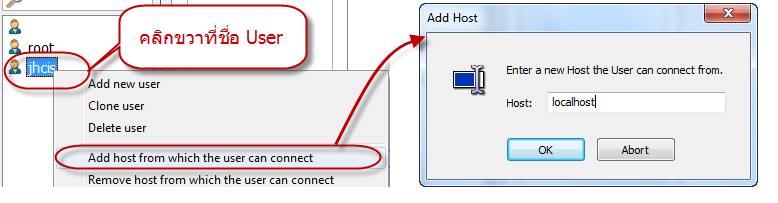 คลิกขวาที่ชื่อ User
root
jhcis
Add new user
Clone user
Delete user
Add host from which the user can connect
Remove host from which the user can connect
Add Host
Enter a new Host the User can connect from.
Host: localhost
OK Abort